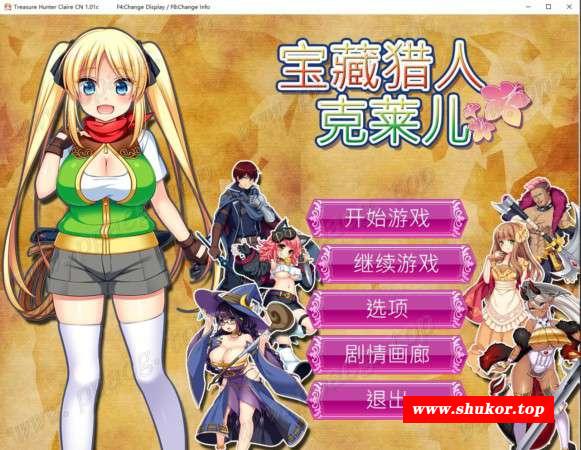 Treasure Hunter Claire CN 1.01c F4:Change Display / F8:Change Info
宝藏猎人
克莱儿
开始游戏
继续游戏
选项
剧情画廊
退出
www.shukor.top